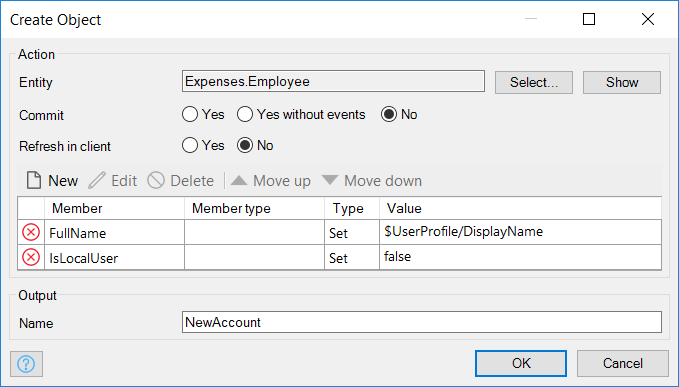 Create Object
Action
Entity Expenses.Employee Select... Show
Commit Yes Yes without events No
Refresh in client Yes No
New Edit Delete Move up Move down
Member Member type Type Value
FullName Set $UserProfile/DisplayName
IsLocalUser Set false
Output
Name NewAccount
? OK Cancel